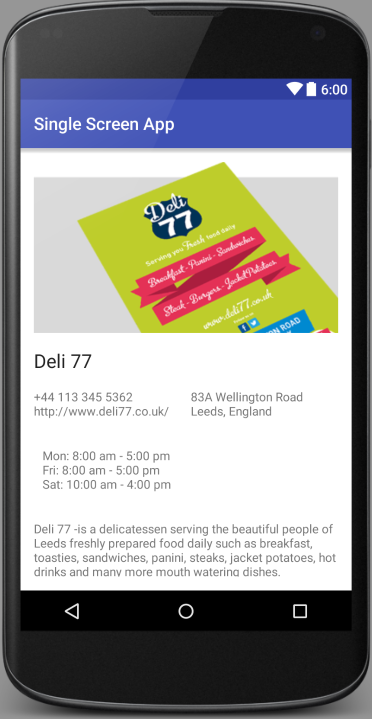 6:00
Single Screen App
Deli
77
Serving you Fresh food daily
Breakfast - Panini - Sandwiches
Steak - Burgers - Jacket Potatoes
www.deli77.co.uk
ON ROAD
Deli 77
+44 113 345 5362
http://www.deli77.co.uk/
83A Wellington Road
Leeds, England
Mon: 8:00 am - 5:00 pm
Fri: 8:00 am - 5:00 pm
Sat: 10:00 am - 4:00 pm
Deli 77 -is a delicatessen serving the beautiful people of
Leeds freshly prepared food daily such as breakfast,
toasties, sandwiches, panini, steaks, jacket potatoes, hot
drinks and many more mouth watering dishes.